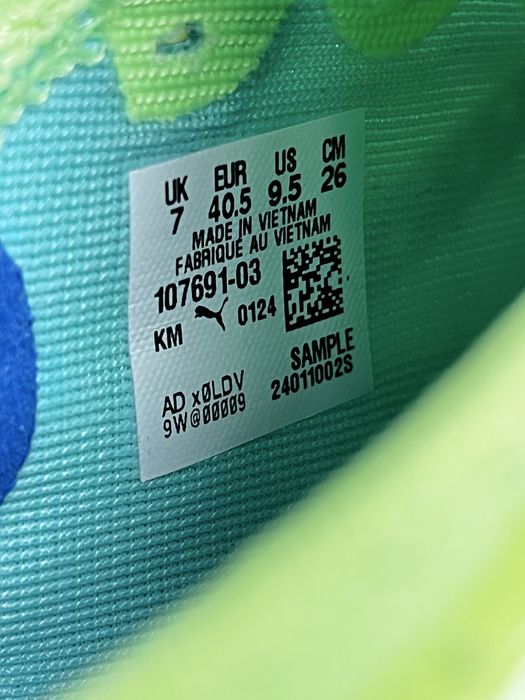 UK EUR US CM
7 40.5 9.5 26
MADE IN VIETNAM
FABRIQUÉ AU VIETNAM
107691-03
KM 0124
SAMPLE
AD x0LDV 24011002S
9W@00009